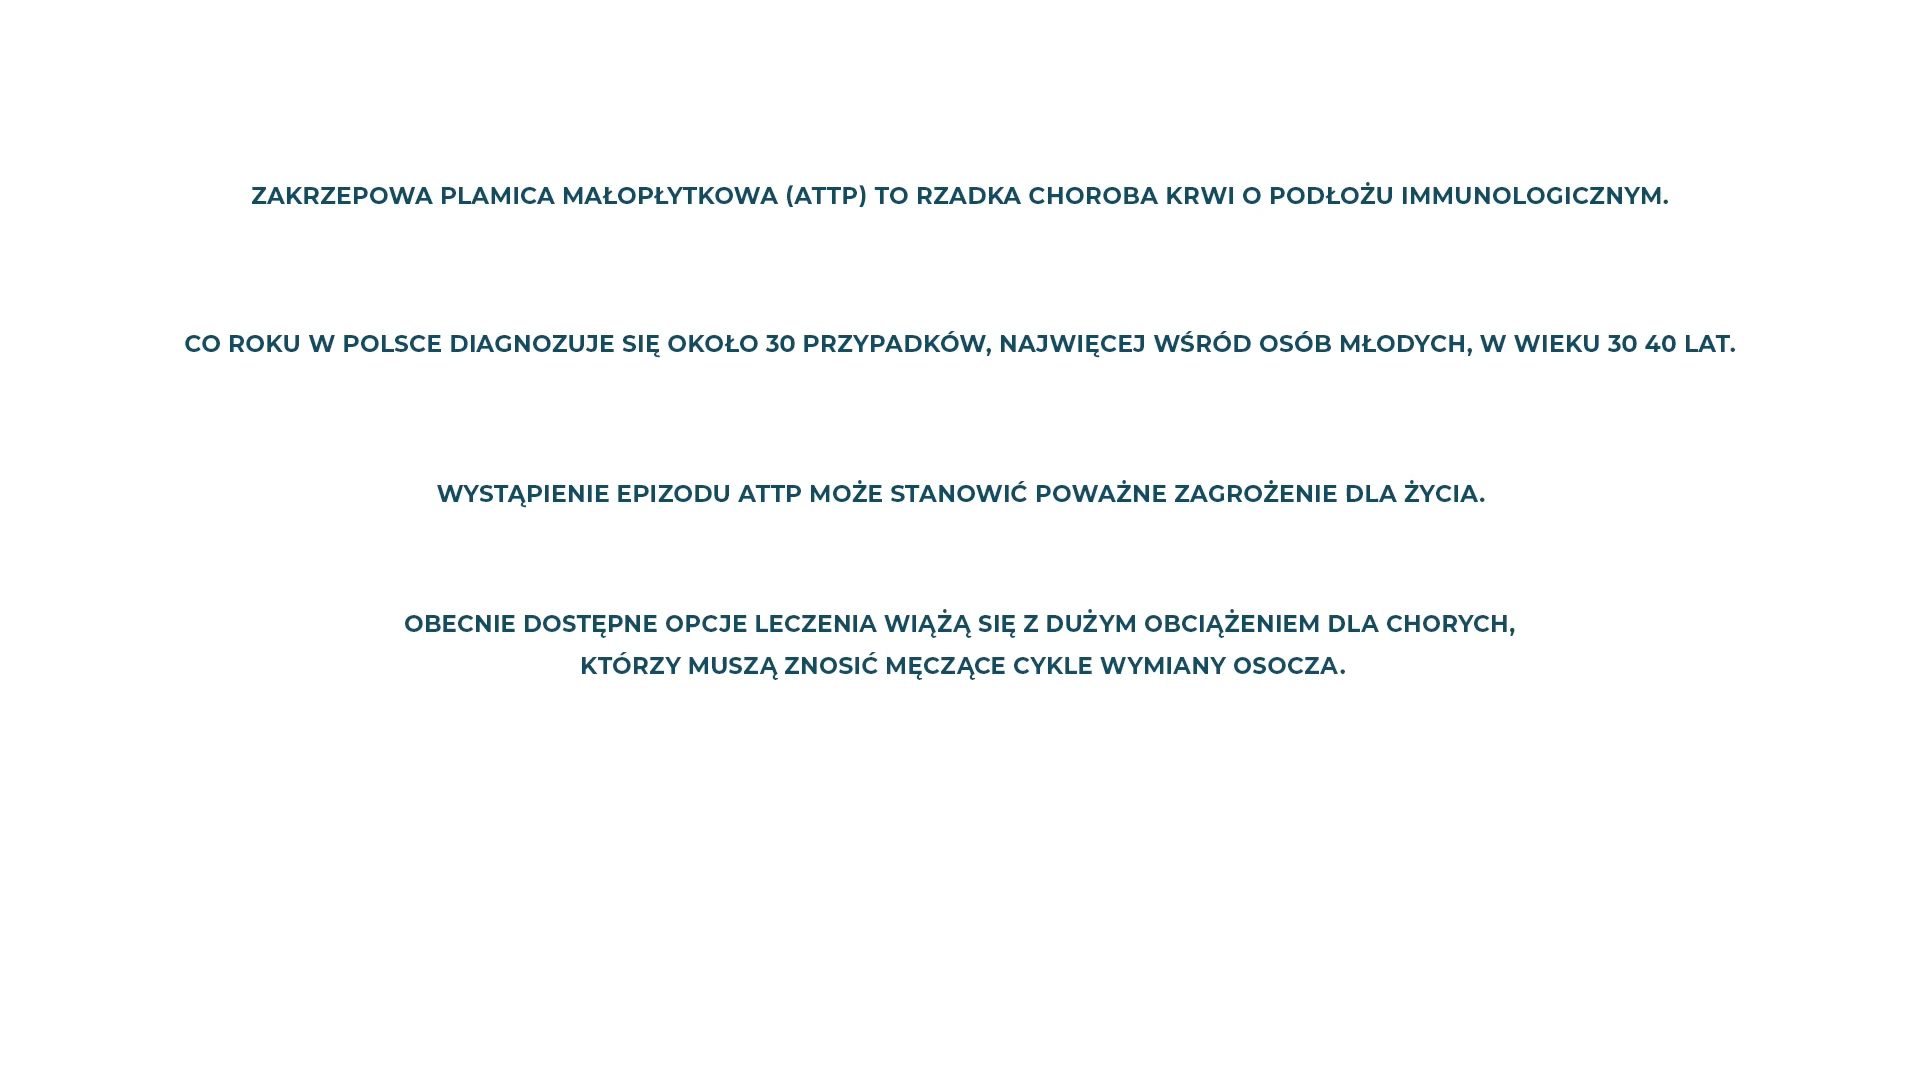 ZAKRZEPOWA PLAMICA MAŁOPŁYTKOWA (ATTP) TO RZADKA CHOROBA KRWI O PODŁOŻU IMMUNOLOGICZNYM.
CO ROKU W POLSCE DIAGNOZUJE SIĘ OKOŁO 30 PRZYPADKÓW, NAJWIĘCEJ WŚRÓD OSÓB MŁODYCH, W WIEKU 30 40 LAT.
WYSTĄPIENIE EPIZODU ATTP MOŻE STANOWIĆ POWAŻNE ZAGROŻENIE DLA ŻYCIA.
OBECNIE DOSTĘPNE OPCJE LECZENIA WIĄŻĄ SIĘ Z DUŻYM OBCIĄŻENIEM DLA CHORYCH,
KTÓRZY MUSZĄ ZNOSIĆ MĘCZĄCE CYKLE WYMIANY OSOCZA.